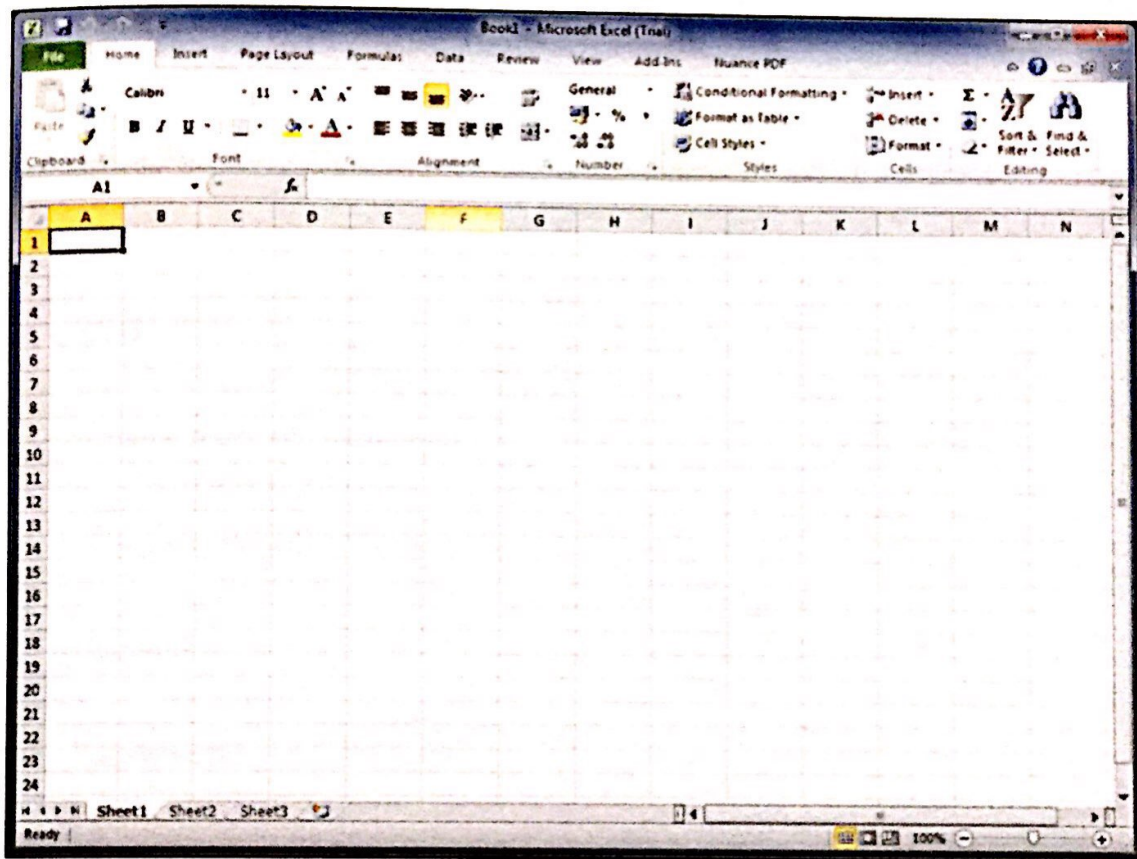 Book1 - Microsoft Excel (Trial)
File Home Insert Page Layout Formulas Data Review View Add-Ins Nuance PDF
Paste Calibri 11 A A General % Conditional Formatting Insert Σ
B I U A Format as Table Delete Sort & Filter Find & Select
Cell Styles Format
Clipboard Font Alignment Number Styles Cells Editing
A1 fx
A B C D E F G H I J K L M N
1
2
3
4
5
6
7
8
9
10
11
12
13
14
15
16
17
18
19
20
21
22
23
24
Sheet1 Sheet2 Sheet3
Ready 100%